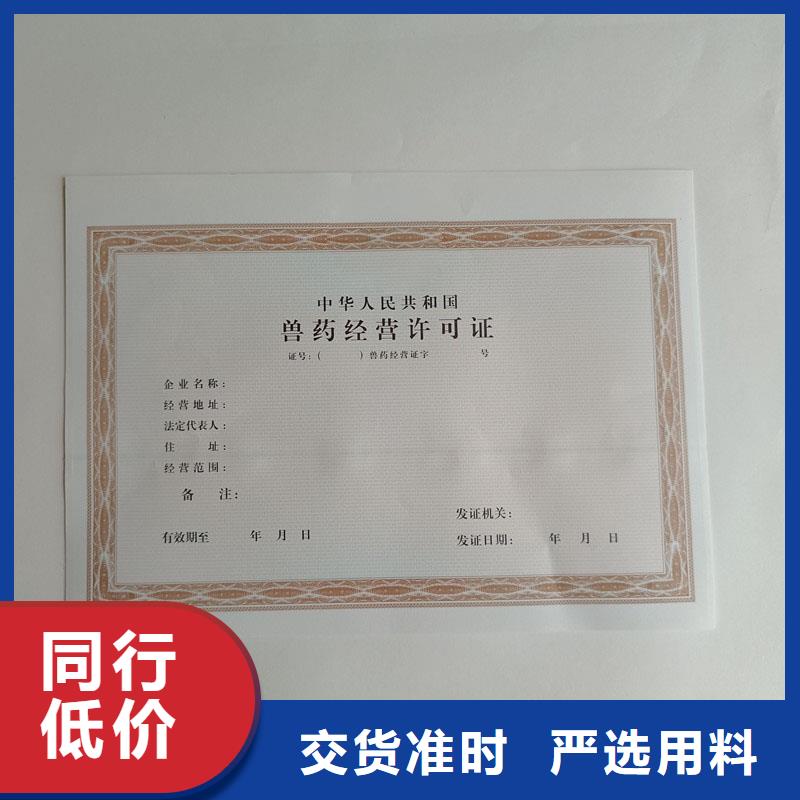 中华人民共和国
兽药经营许可证
证号：（ ）兽药经营证字 号
企业名称：
经营地址：
法定代表人：
住 址：
经营范围：
备 注：
发证机关：
有效期至 年 月 日
发证日期： 年 月 日
同行
低价
交货准时 严选用料